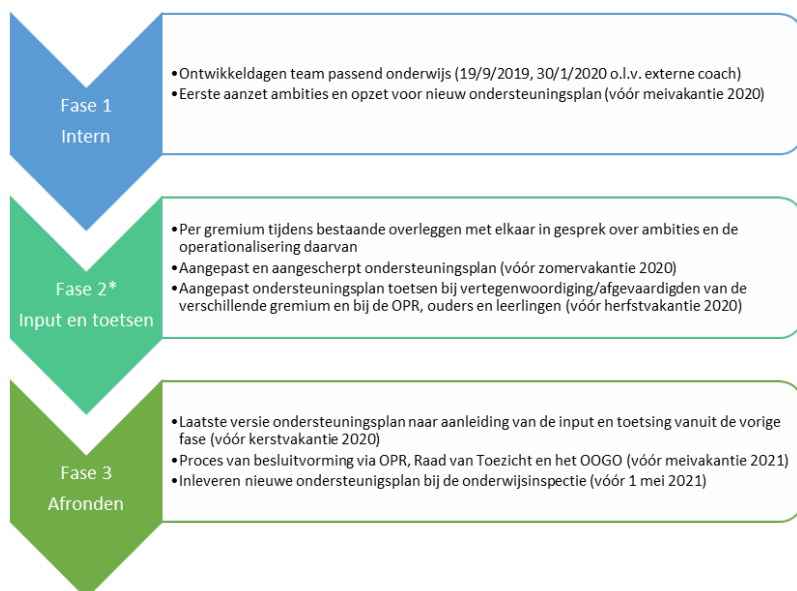 Fase 1
Intern
•Ontwikkeldagen team passend onderwijs (19/9/2019, 30/1/2020 o.l.v. externe coach)
•Eerste aanzet ambities en opzet voor nieuw ondersteuningsplan (vóór meivakantie 2020)
Fase 2*
Input en toetsen
•Per gremium tijdens bestaande overleggen met elkaar in gesprek over ambities en de
operationalisering daarvan
•Aangepast en aangescherpt ondersteuningsplan (vóór zomervakantie 2020)
•Aangepast ondersteuningsplan toetsen bij vertegenwoordiging/afgevaardigden van de
verschillende gremium en bij de OPR, ouders en leerlingen (vóór herfstvakantie 2020)
Fase 3
Afronden
•Laatste versie ondersteuningsplan naar aanleiding van de input en toetsing vanuit de vorige
fase (vóór kerstvakantie 2020)
•Proces van besluitvorming via OPR, Raad van Toezicht en het OOGO (vóór meivakantie 2021)
•Inleveren nieuwe ondersteunigsplan bij de onderwijsinspectie (vóór 1 mei 2021)